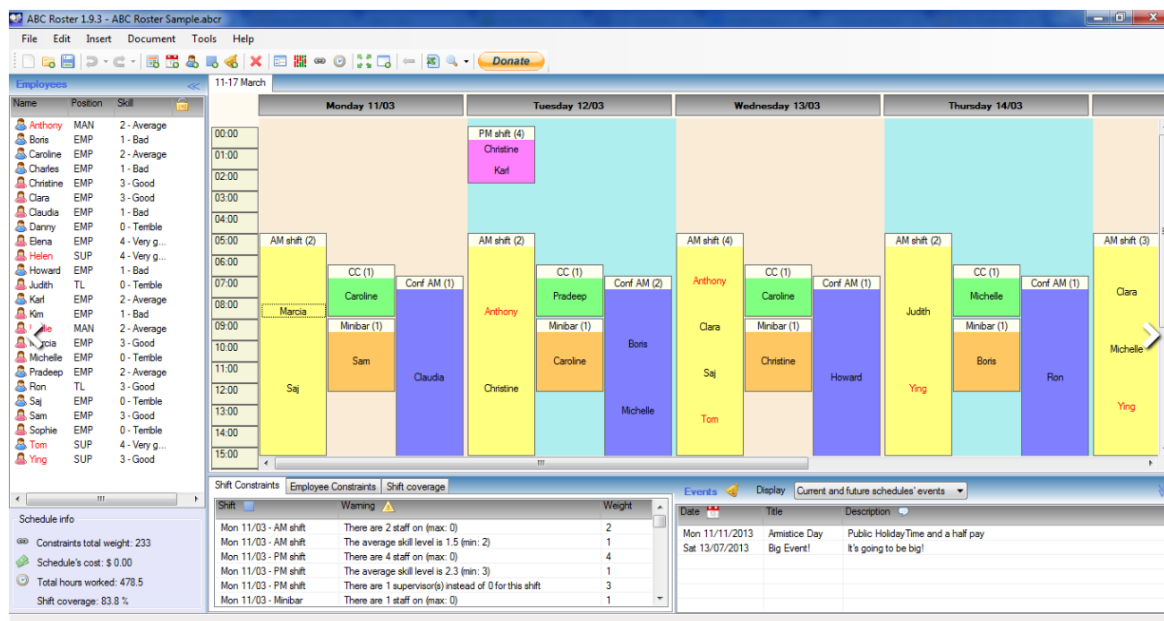 ABC Roster 1.9.3 - ABC Roster Sample.abcr
File Edit Insert Document Tools Help
Donate
Employees
Name Position Skill
Anthony MAN 2 - Average
Boris EMP 1 - Bad
Caroline EMP 2 - Average
Charles EMP 1 - Bad
Christine EMP 3 - Good
Clara EMP 3 - Good
Claudia EMP 1 - Bad
Danny EMP 0 - Terrible
Elena EMP 4 - Very g...
Helen SUP 4 - Very g...
Howard EMP 1 - Bad
Judith TL 0 - Terrible
Karl EMP 2 - Average
Kim EMP 1 - Bad
MAN 2 - Average
EMP 3 - Good
Michelle EMP 0 - Terrible
Pradeep EMP 2 - Average
Ron TL 3 - Good
Saj EMP 0 - Terrible
Sam EMP 3 - Good
Sophie EMP 0 - Terrible
Tom SUP 4 - Very g...
Ying SUP 3 - Good
Schedule info
Constraints total weight: 233
Schedule's cost: $ 0.00
Total hours worked: 478.5
Shift coverage: 83.8 %
11-17 March
Monday 11/03 Tuesday 12/03 Wednesday 13/03 Thursday 14/03
00:00
01:00
02:00
03:00
04:00
05:00
06:00
07:00
08:00
09:00
10:00
11:00
12:00
13:00
14:00
15:00
AM shift (2)
Marcia
Saj
CC (1)
Caroline
Minibar (1)
Sam
Conf AM (1)
Claudia
PM shift (4)
Christine
Karl
AM shift (2)
Anthony
Christine
CC (1)
Pradeep
Minibar (1)
Caroline
Conf AM (2)
Boris
Michelle
AM shift (4)
Anthony
Clara
Saj
Tom
CC (1)
Caroline
Minibar (1)
Christine
Conf AM (1)
Howard
AM shift (2)
Judith
Ying
CC (1)
Michelle
Minibar (1)
Boris
Conf AM (1)
Ron
AM shift (3)
Clara
Michelle
Ying
Shift Constraints Employee Constraints Shift coverage
Shift Warning Weight
Mon 11/03 - AM shift There are 2 staff on (max: 0) 2
Mon 11/03 - AM shift The average skill level is 1.5 (min: 2) 1
Mon 11/03 - PM shift There are 4 staff on (max: 0) 4
Mon 11/03 - PM shift The average skill level is 2.3 (min: 3) 1
Mon 11/03 - PM shift There are 1 supervisor(s) instead of 0 for this shift 3
Mon 11/03 - Minibar There are 1 staff on (max: 0) 1
Events Display Current and future schedules' events
Date Title Description
Mon 11/11/2013 Armistice Day Public HolidayTime and a half pay
Sat 13/07/2013 Big Event! It's going to be big!